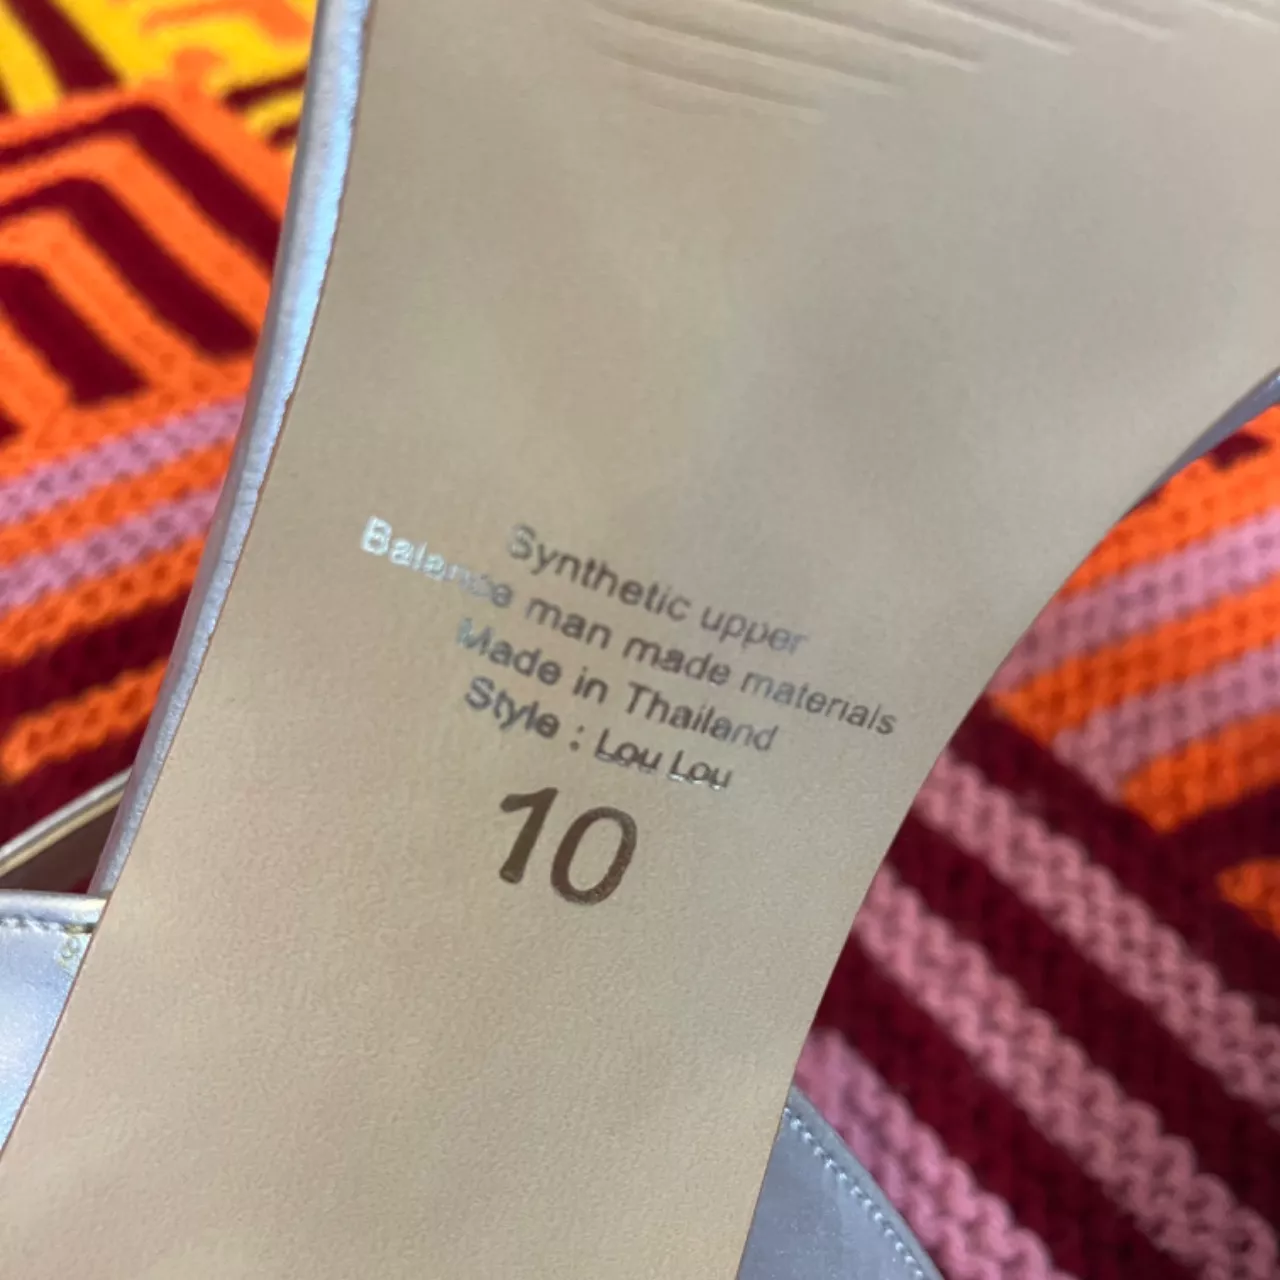 Synthetic upper
Balance man made materials
Made in Thailand
Style : Lou Lou
10